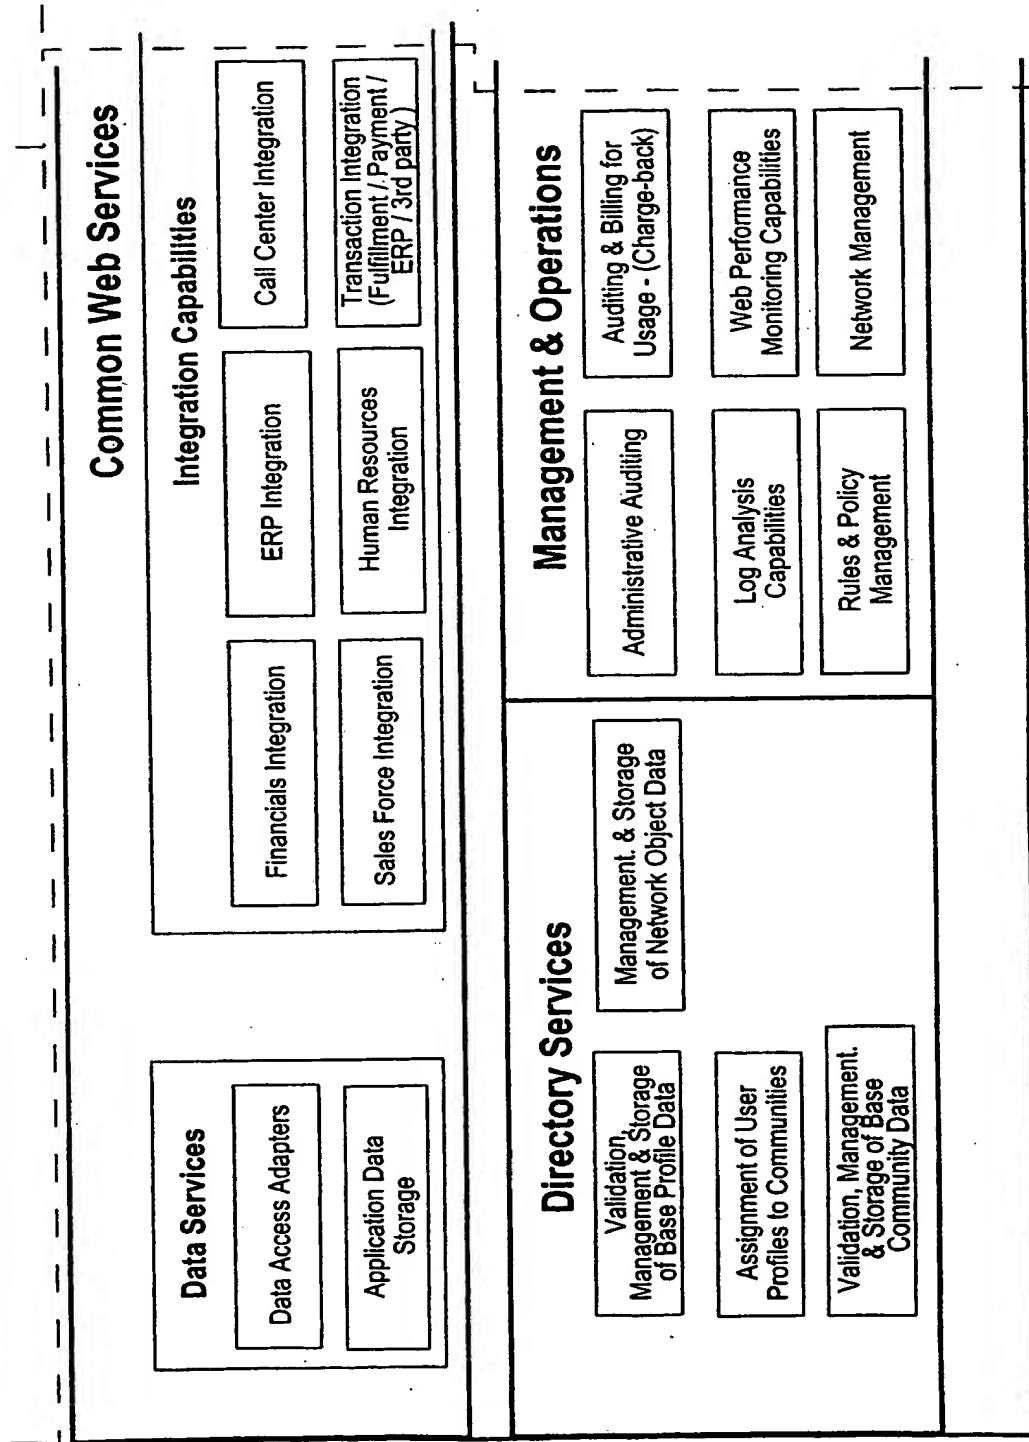 Common Web Services
Data Services
Data Access Adapters
Application Data
Storage
Integration Capabilities
Financials Integration
ERP Integration
Call Center Integration
Sales Force Integration
Human Resources
Integration
Transaction Integration
(Fulfillment / Payment /
ERP / 3rd party )
Directory Services
Validation,
Management & Storage
of Base Profile Data
Management. & Storage
of Network Object Data
Assignment of User
Profiles to Communities
Validation, Management.
& Storage of Base
Community Data
Management & Operations
Administrative Auditing
Auditing & Billing for
Usage - (Charge-back)
Log Analysis
Capabilities
Web Performance
Monitoring Capabilities
Rules & Policy
Management
Network Management